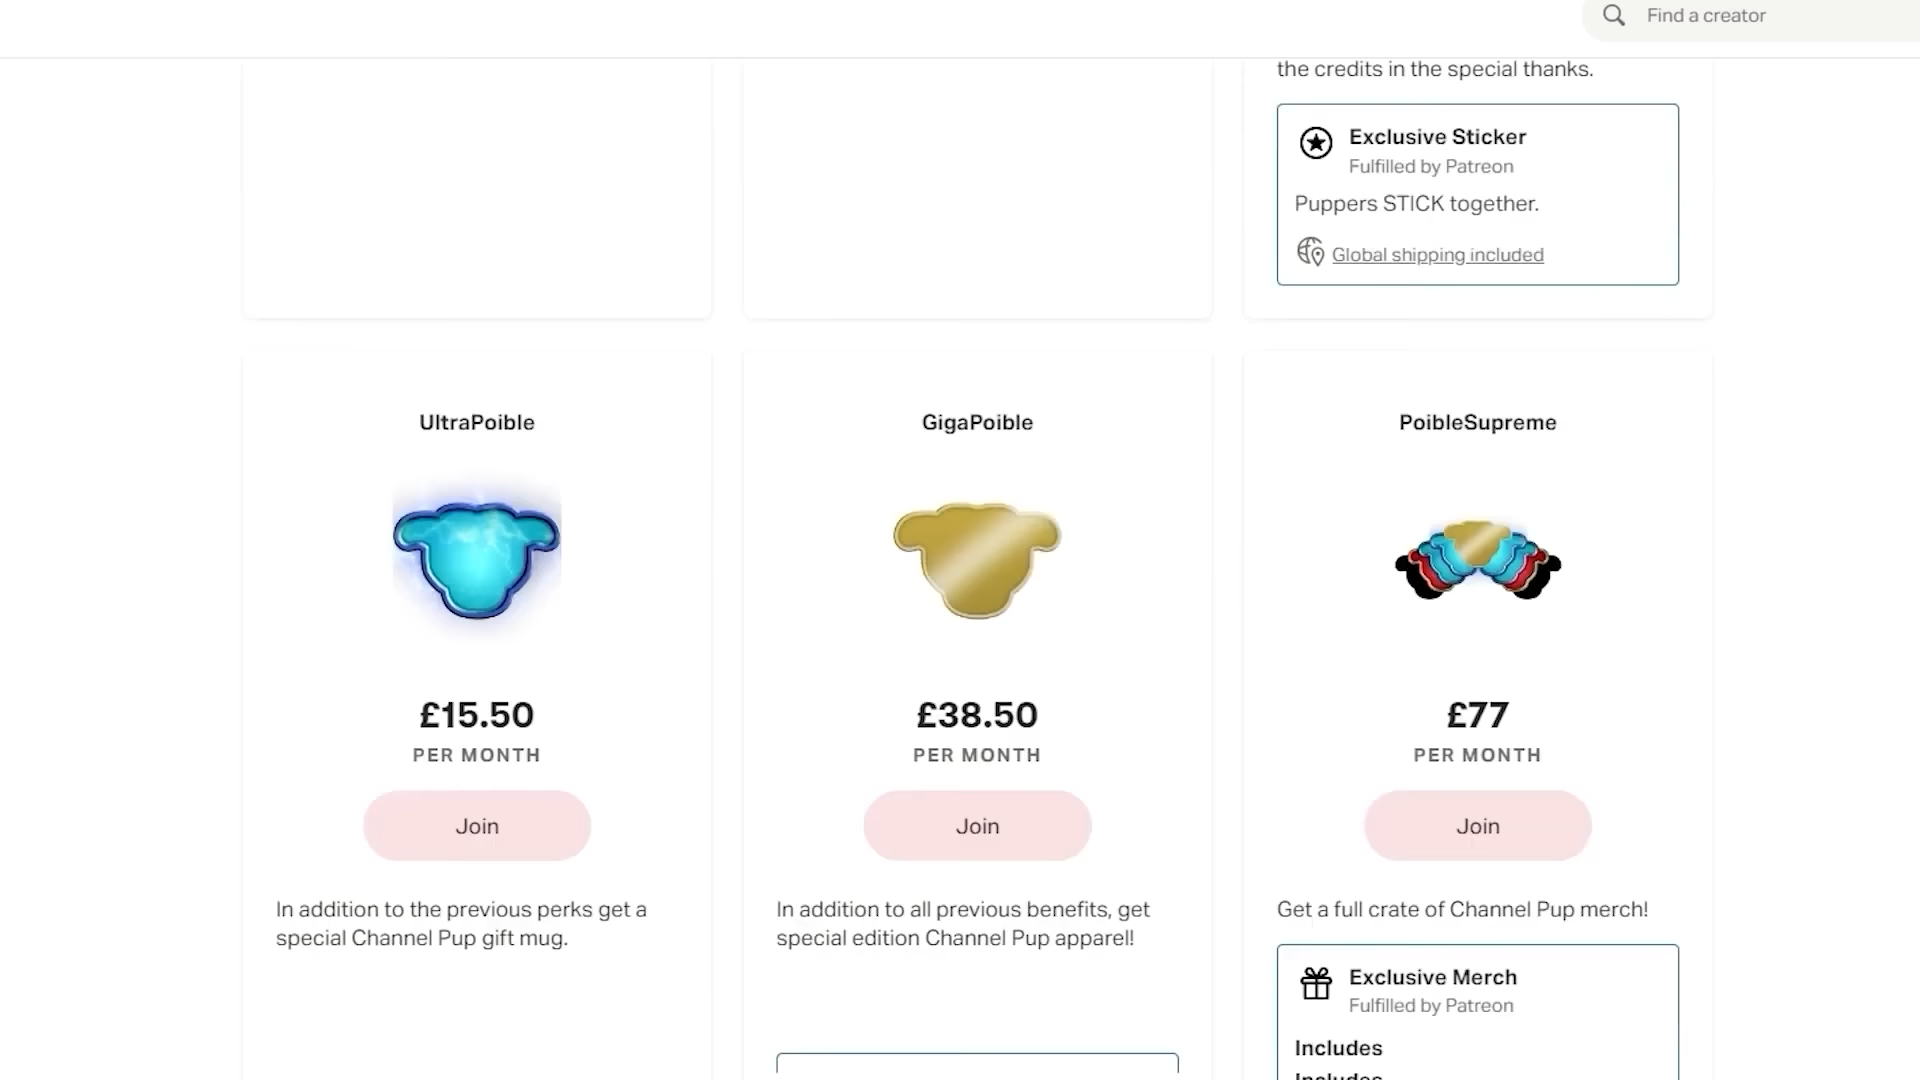 Find a creator
the credits in the special thanks.
Exclusive Sticker
Fulfilled by Patreon
Puppers STICK together.
Global shipping included
UltraPoible
£15.50
PER MONTH
Join
In addition to the previous perks get a
special Channel Pup gift mug.
GigaPoible
£38.50
PER MONTH
Join
In addition to all previous benefits, get
special edition Channel Pup apparel!
PoibleSupreme
£77
PER MONTH
Join
Get a full crate of Channel Pup merch!
Exclusive Merch
Fulfilled by Patreon
Includes
Includes